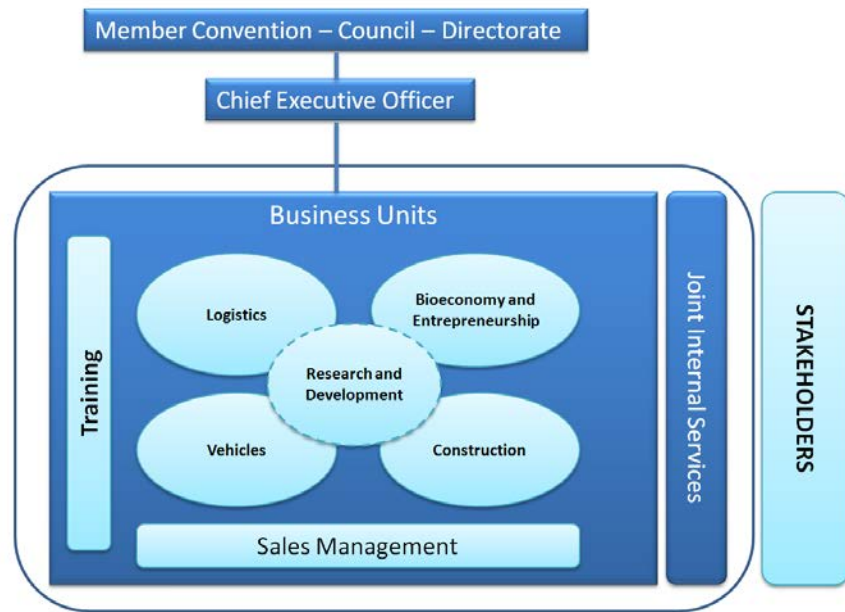 Member Convention – Council – Directorate
Chief Executive Officer
Business Units
Training
Logistics
Bioeconomy and
Entrepreneurship
Research and
Development
Vehicles
Construction
Sales Management
Joint Internal Services
STAKEHOLDERS